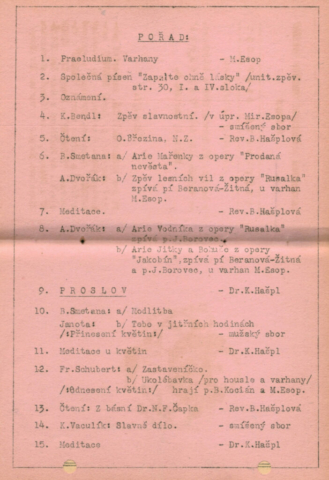 POŘAD:
1. Praeludium. Varhany - M.Esop
2. Společná píseň "Zapalte ohně lásky" /unit.zpěv.
str. 30, I. a IV.sloka/
3. Oznámení.
4. K.Bendl: Zpěv slavnostní. /v úpr. Mir.Esopa/
- smíšený sbor
5. Čtení: O.Březina. N.Z. - Rev.B.Hašplová
6. B.Smetana: a/ Arie Mařenky z opery "Prodaná
nevěsta".
A.Dvořák: b/ Zpěv lesních vil z opery "Rusalka"
zpívá pí Beranová-Žitná, u varhan
M.Esop.
7. Meditace. - Rev.B.Hašplová
8. A.Dvořák: a/ Arie Vodníka z opery "Rusalka"
zpívá p.J.Borovec.
b/ Arie Jitky a Bohuše z opery
"Jakobín".zpívá pí Beranová-Žitná
a p.J.Borovec, u varhan M.Esop.
9. PROSLOV - Dr.K.Hašpl
10. B.Smetana: a/ Modlitba
Janota: b/ Toho v jitřních hodinách
/:Přinesení květin:/ - mužský sbor
11. Meditace u květin - Dr.K.Hašpl
12. Fr.Schubert: a/ Zastaveníčko.
b/ Ukolébavka /pro housle a varhany/
/:Odnesení květin:/ hrají p.B.Kocian a M.Esop.
13. Čtení: Z básní Dr.N.F.Čapka - Rev.B.Hašplová
14. K.Vaculík: Slavné dílo. - smíšený sbor
15. Meditace - Dr.K.Hašpl